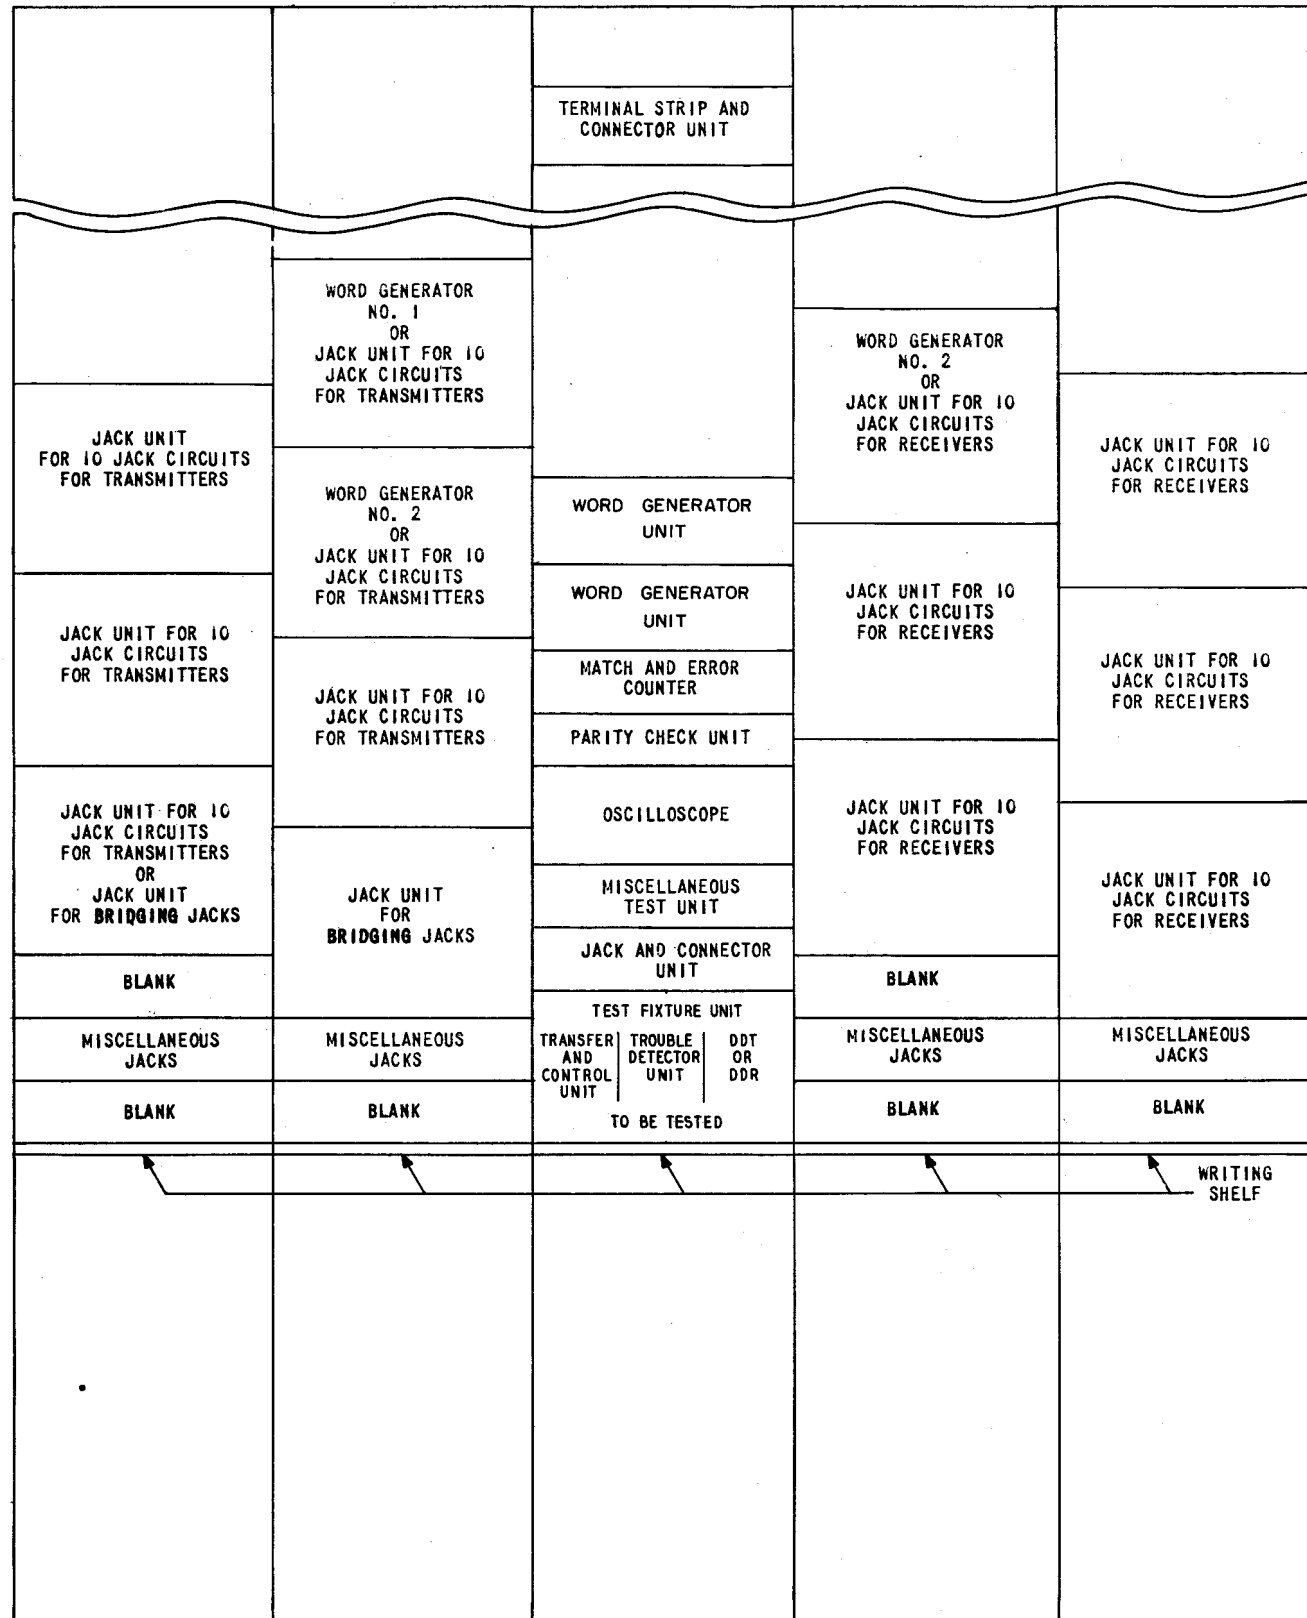 TERMINAL STRIP AND
CONNECTOR UNIT
JACK UNIT
FOR 10 JACK CIRCUITS
FOR TRANSMITTERS
JACK UNIT FOR 10
JACK CIRCUITS
FOR TRANSMITTERS
JACK UNIT FOR 10
JACK CIRCUITS
FOR TRANSMITTERS
OR
JACK UNIT
FOR BRIDGING JACKS
BLANK
MISCELLANEOUS
JACKS
BLANK
WORD GENERATOR
NO. 1
OR
JACK UNIT FOR 10
JACK CIRCUITS
FOR TRANSMITTERS
WORD GENERATOR
NO. 2
OR
JACK UNIT FOR 10
JACK CIRCUITS
FOR TRANSMITTERS
JACK UNIT FOR 10
JACK CIRCUITS
FOR TRANSMITTERS
JACK UNIT
FOR
BRIDGING JACKS
MISCELLANEOUS
JACKS
BLANK
WORD GENERATOR
UNIT
WORD GENERATOR
UNIT
MATCH AND ERROR
COUNTER
PARITY CHECK UNIT
OSCILLOSCOPE
MISCELLANEOUS
TEST UNIT
JACK AND CONNECTOR
UNIT
TEST FIXTURE UNIT
TRANSFER
AND
CONTROL
UNIT
TROUBLE
DETECTOR
UNIT
DDT
OR
DDR
TO BE TESTED
WORD GENERATOR
NO. 2
OR
JACK UNIT FOR 10
JACK CIRCUITS
FOR RECEIVERS
JACK UNIT FOR 10
JACK CIRCUITS
FOR RECEIVERS
JACK UNIT FOR 10
JACK CIRCUITS
FOR RECEIVERS
BLANK
MISCELLANEOUS
JACKS
BLANK
JACK UNIT FOR 10
JACK CIRCUITS
FOR RECEIVERS
JACK UNIT FOR 10
JACK CIRCUITS
FOR RECEIVERS
JACK UNIT FOR 10
JACK CIRCUITS
FOR RECEIVERS
MISCELLANEOUS
JACKS
BLANK
WRITING
SHELF